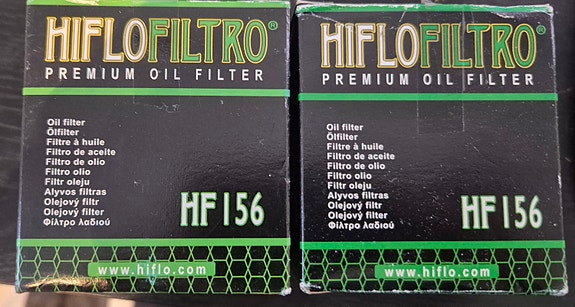 HIFLOFILTRO®
PREMIUM OIL FILTER
Oil filter
Ölfilter
Filtre à huile
Filtro de aceite
Filtro de olio
Filtro olio
Filtr oleju
Alyvos filtras
Olejový filtr
Olejový filter
Φίλτρο λαδιού
HF156
www.hiflo.com
HIFLOFILTRO®
PREMIUM OIL FILTER
Oil filter
Ölfilter
Filtre à huile
Filtro de aceite
Filtro de olio
Filtro olio
Filtr oleju
Alyvos filtras
Olejový filtr
Olejový filter
Φίλτρο λαδιού
HF156
www.hiflo.com